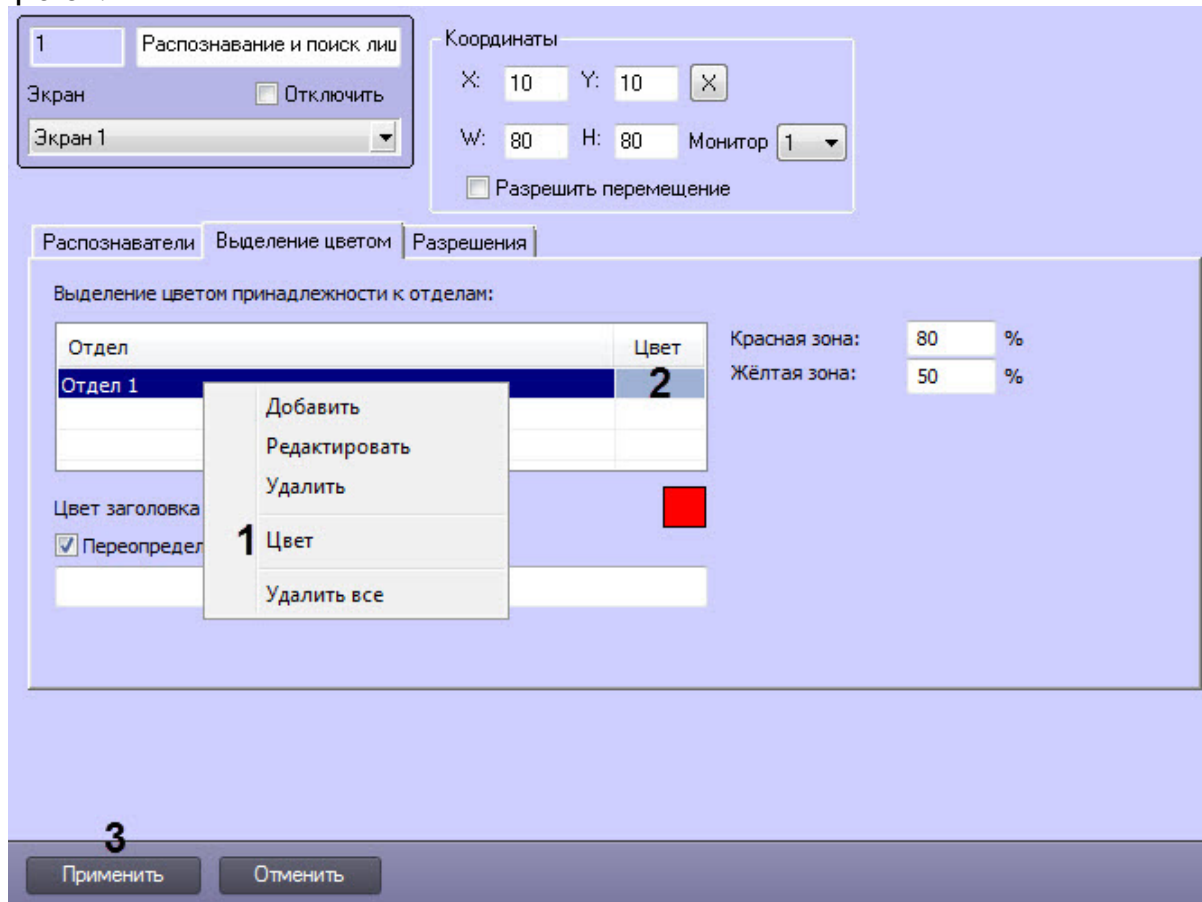 1 Распознавание и поиск лиц
Экран Отключить
Экран 1
Координаты
X: 10 Y: 10 X
W: 80 H: 80 Монитор 1
Разрешить перемещение
Распознаватели Выделение цветом Разрешения
Выделение цветом принадлежности к отделам:
Отдел Цвет
Отдел 1 2
Красная зона: 80 %
Жёлтая зона: 50 %
Добавить
Редактировать
Удалить
1 Цвет
Удалить все
Цвет заголовка
Переопредел
3
Применить Отменить